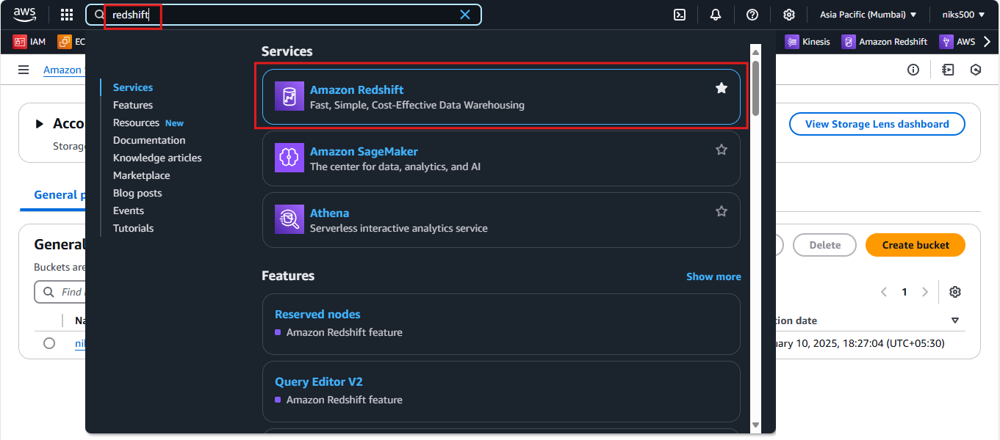 aws
redshift
Asia Pacific (Mumbai)
niks500
IAM
EC
Kinesis
Amazon Redshift
AWS
Amazon
Acco
Storag
View Storage Lens dashboard
General p
General
Buckets are
Find
Na
ni
Delete
Create bucket
1
ion date
uary 10, 2025, 18:27:04 (UTC+05:30)
Services
Features
Resources New
Documentation
Knowledge articles
Marketplace
Blog posts
Events
Tutorials
Services
Amazon Redshift
Fast, Simple, Cost-Effective Data Warehousing
Amazon SageMaker
The center for data, analytics, and AI
Athena
Serverless interactive analytics service
Features
Show more
Reserved nodes
Amazon Redshift feature
Query Editor V2
Amazon Redshift feature